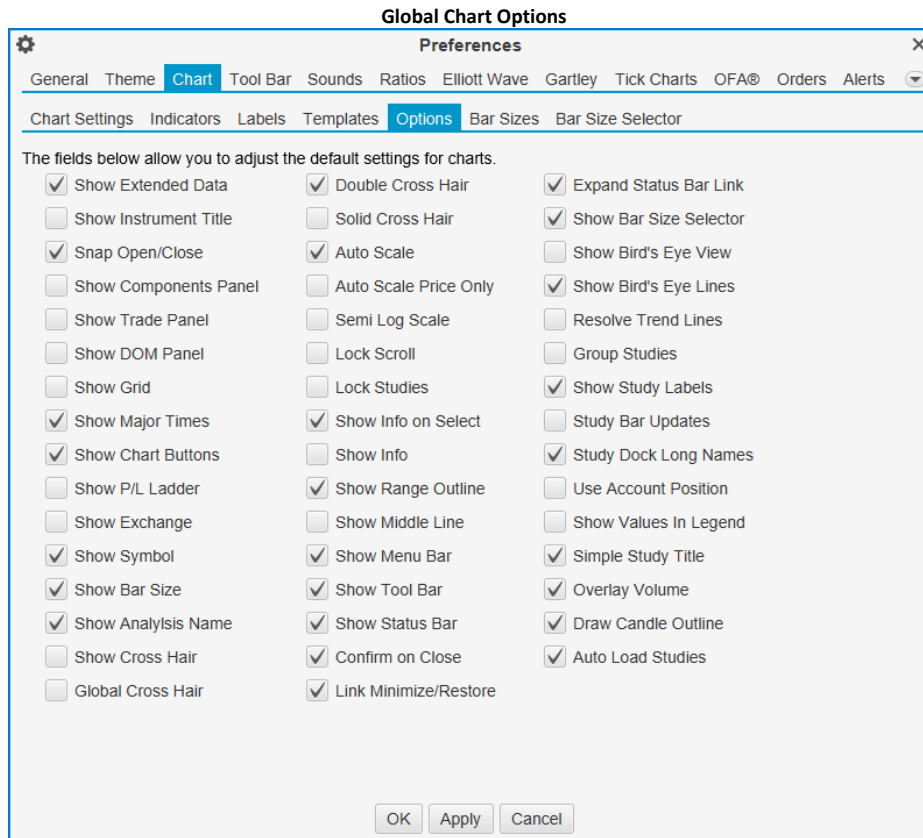 Global Chart Options
Preferences
General Theme Chart Tool Bar Sounds Ratios Elliott Wave Gartley Tick Charts OFA® Orders Alerts
Chart Settings Indicators Labels Templates Options Bar Sizes Bar Size Selector
The fields below allow you to adjust the default settings for charts.
Show Extended Data Double Cross Hair Expand Status Bar Link
Show Instrument Title Solid Cross Hair Show Bar Size Selector
Snap Open/Close Auto Scale Show Bird's Eye View
Show Components Panel Auto Scale Price Only Show Bird's Eye Lines
Show Trade Panel Semi Log Scale Resolve Trend Lines
Show DOM Panel Lock Scroll Group Studies
Show Grid Lock Studies Show Study Labels
Show Major Times Show Info on Select Study Bar Updates
Show Chart Buttons Show Info Study Dock Long Names
Show P/L Ladder Show Range Outline Use Account Position
Show Exchange Show Middle Line Show Values In Legend
Show Symbol Show Menu Bar Simple Study Title
Show Bar Size Show Tool Bar Overlay Volume
Show Analylsis Name Show Status Bar Draw Candle Outline
Show Cross Hair Confirm on Close Auto Load Studies
Global Cross Hair Link Minimize/Restore
OK Apply Cancel